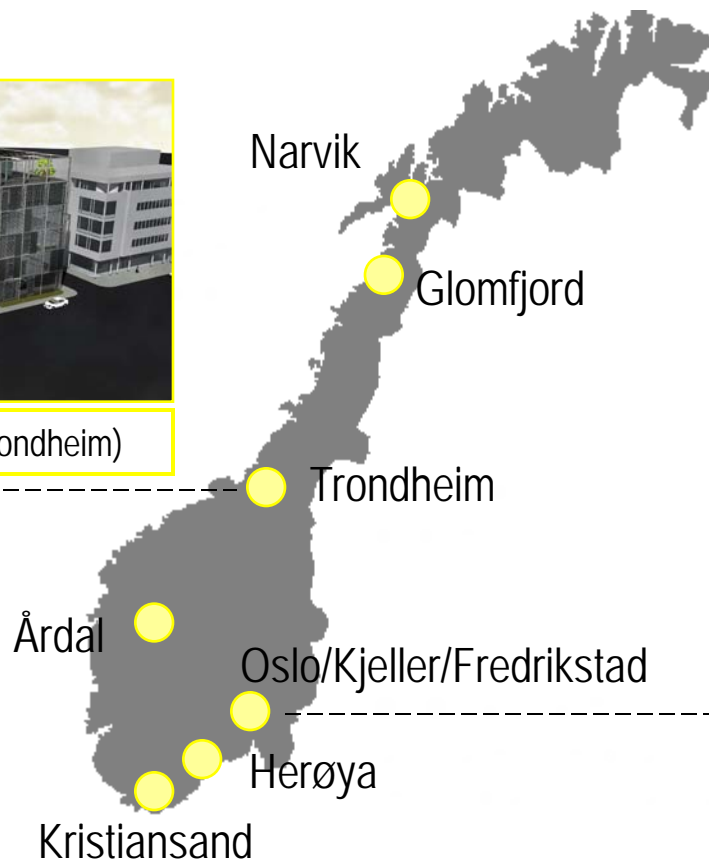 Narvik
Glomfjord
ondheim)
Trondheim
Årdal
Oslo/Kjeller/Fredrikstad
Herøya
Kristiansand